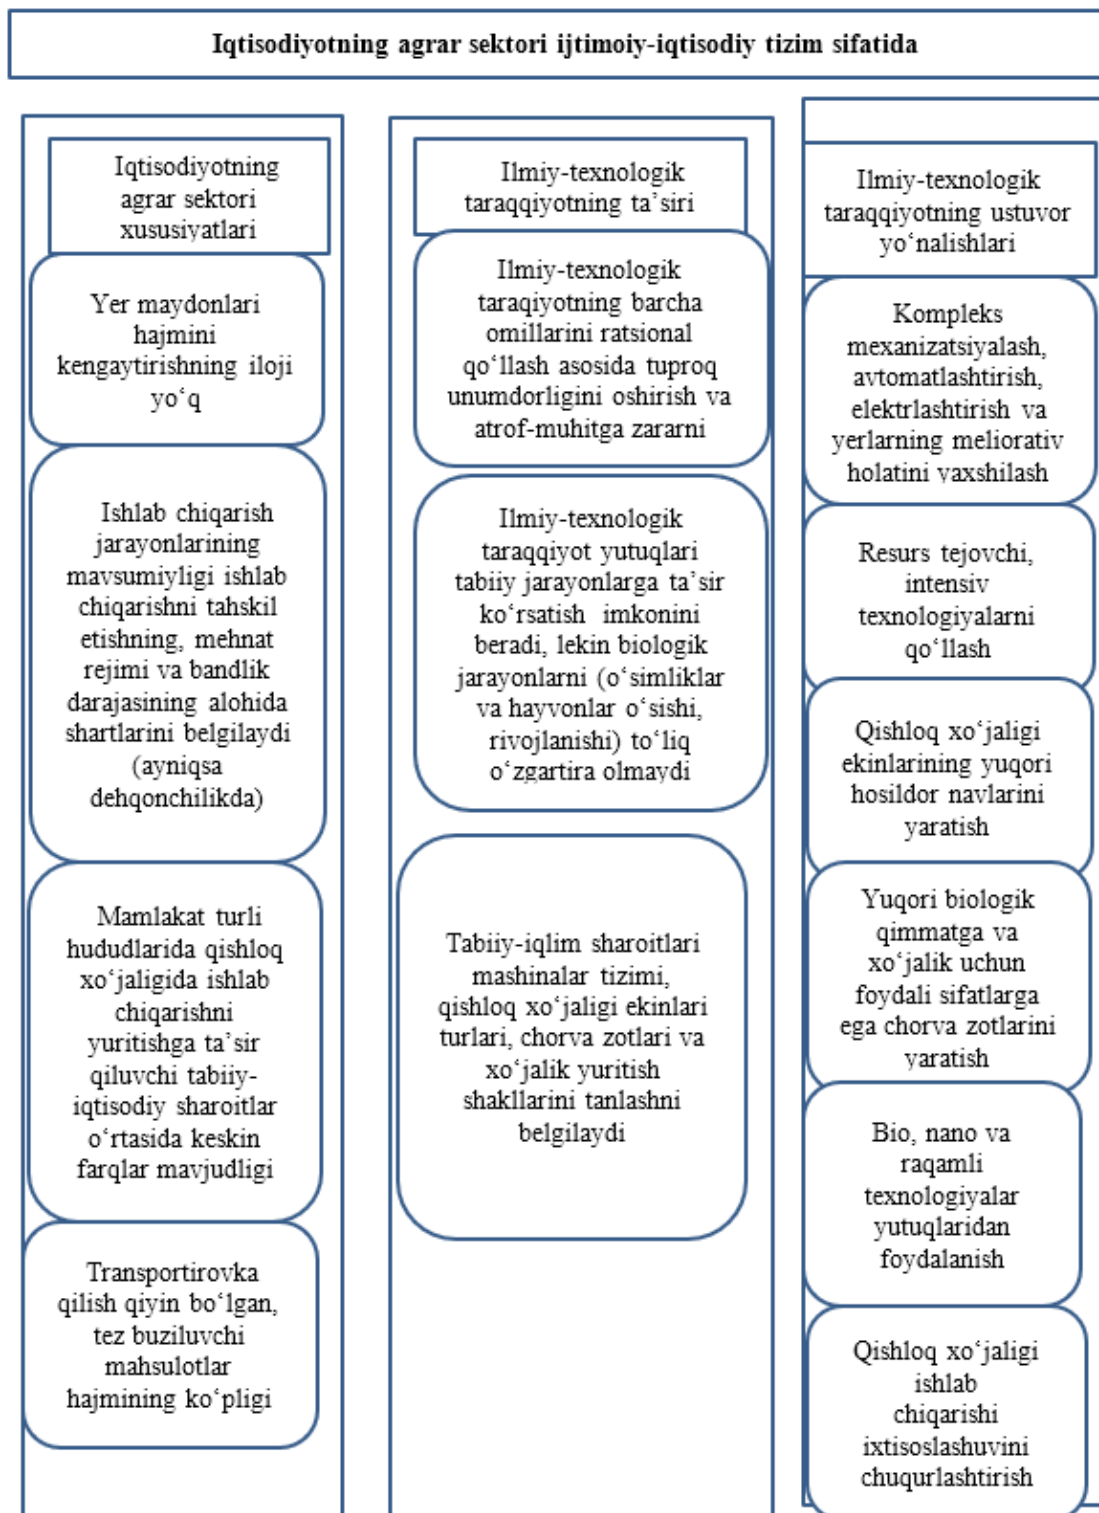 Iqtisodiyotning agrar sektori ijtimoiy-iqtisodiy tizim sifatida
Iqtisodiyotning
agrar sektori
xususiyatlari
Yer maydonlari
hajmini
kengaytirishning iloji
yo‘q
Ishlab chiqarish
jarayonlarining
mavsumiyligi ishlab
chiqarishni tahskil
etishning, mehnat
rejimi va bandlik
darajasining alohida
shartlarini belgilaydi
(ayniqsa
dehqonchilikda)
Mamlakat turli
hududlarida qishloq
xo‘jaligida ishlab
chiqarishni
yuritishga ta’sir
qiluvchi tabiiy-
iqtisodiy sharoitlar
o‘rtasida keskin
farqlar mavjudligi
Transportirovka
qilish qiyin bo‘lgan,
tez buziluvchi
mahsulotlar
hajmining ko‘pligi
Ilmiy-texnologik
taraqqiyotning ta’siri
Ilmiy-texnologik
taraqiyotning barcha
omillarini ratsional
qo‘llash asosida tuproq
unumdorligini oshirish va
atrof-muhitga zararni
Ilmiy-texnologik
taraqqiyot yutuqlari
tabiiy jarayonlarga ta’sir
ko‘rsatish imkonini
beradi, lekin biologik
jarayonlarni (o‘simliklar
va hayvonlar o‘sishi,
rivojlanishi) to‘liq
o‘zgartira olmaydi
Tabiiy-iqlim sharoitlari
mashinalar tizimi,
qishloq xo‘jaligi ekinlari
turlari, chorva zotlari va
xo‘jalik yuritish
shakllarini tanlashni
belgilaydi
Ilmiy-texnologik
taraqqiyotning ustuvor
yo‘nalishlari
Kompleks
mexanizatsiyalash,
avtomatlashtirish,
elektrlashtirish va
yerlarning meliorativ
holatini yaxshilash
Resurs tejovchi,
intensiv
texnologiyalarni
qo‘llash
Qishloq xo‘jaligi
ekinlarining yuqori
hosildor navlarini
yaratish
Yuqori biologik
qimmatga va
xo‘jalik uchun
foydali sifatlarga
ega chorva zotlarini
yaratish
Bio, nano va
raqamli
texnologiyalar
yutuqlaridan
foydalanish
Qishloq xo‘jaligi
ishlab
chiqarishi
ixtisoslashuvini
chuqurlashtirish